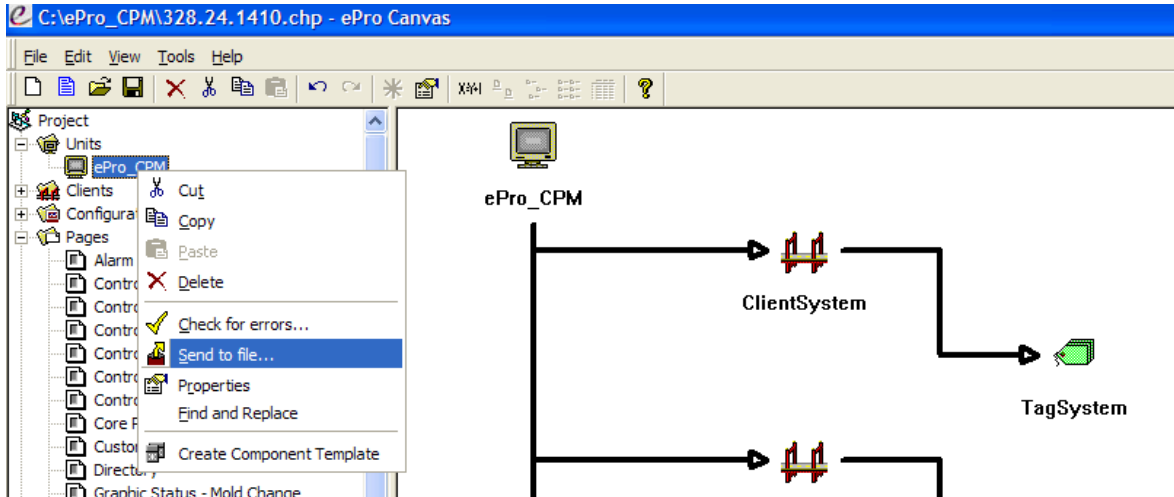 C:\ePro_CPM\328.24.1410.chp - ePro Canvas
File Edit View Tools Help
Project
Units
ePro_CPM
Clients
Pages
Alarm
Core
Graphic Status - Mold Change
Cut
Copy
Paste
Delete
Check for errors...
Send to file...
Properties
Find and Replace
Create Component Template
ePro_CPM
ClientSystem
TagSystem